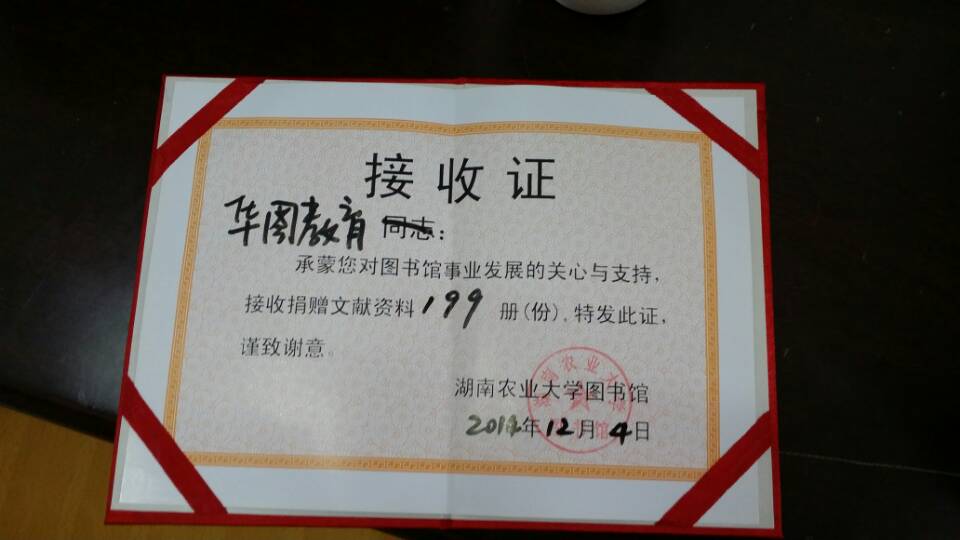 接收证
华图教育 同志:
承蒙您对图书馆事业发展的关心与支持,
接收捐赠文献资料199册(份)。特发此证,
谨致谢意。
湖南农业大学图书馆
年12月4日